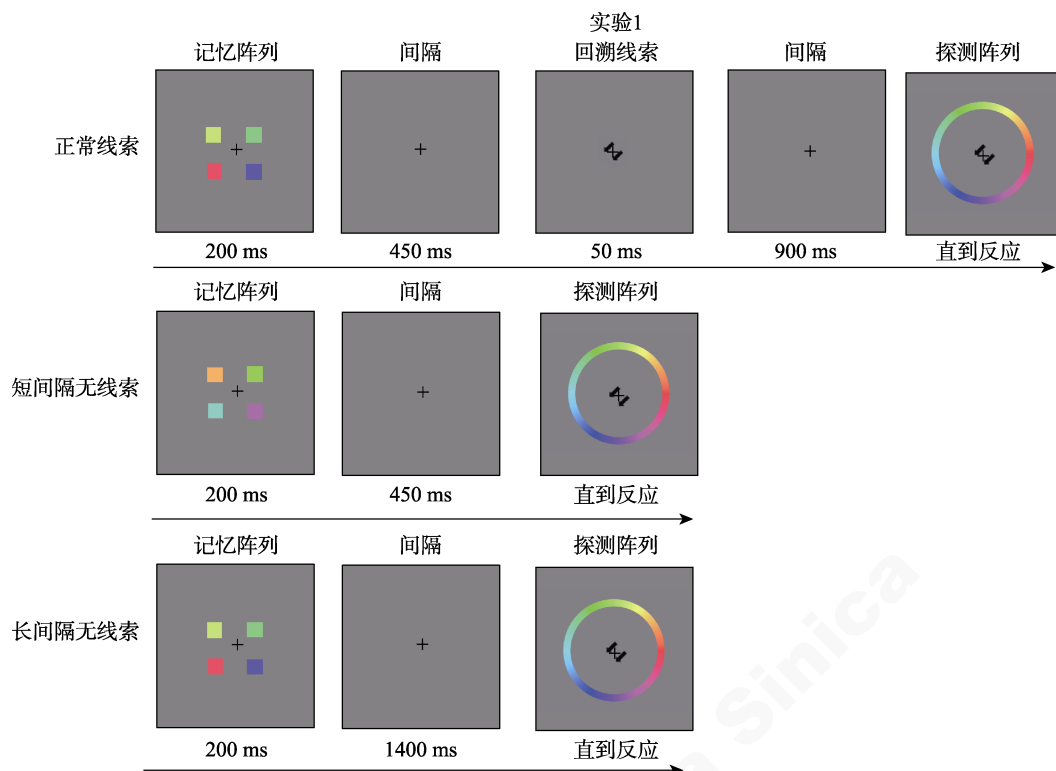 实验1
记忆阵列 间隔 回溯线索 间隔 探测阵列
正常线索
200 ms 450 ms 50 ms 900 ms 直到反应
记忆阵列 间隔 探测阵列
短间隔无线索
200 ms 450 ms 直到反应
记忆阵列 间隔 探测阵列
长间隔无线索
200 ms 1400 ms 直到反应
Sinica